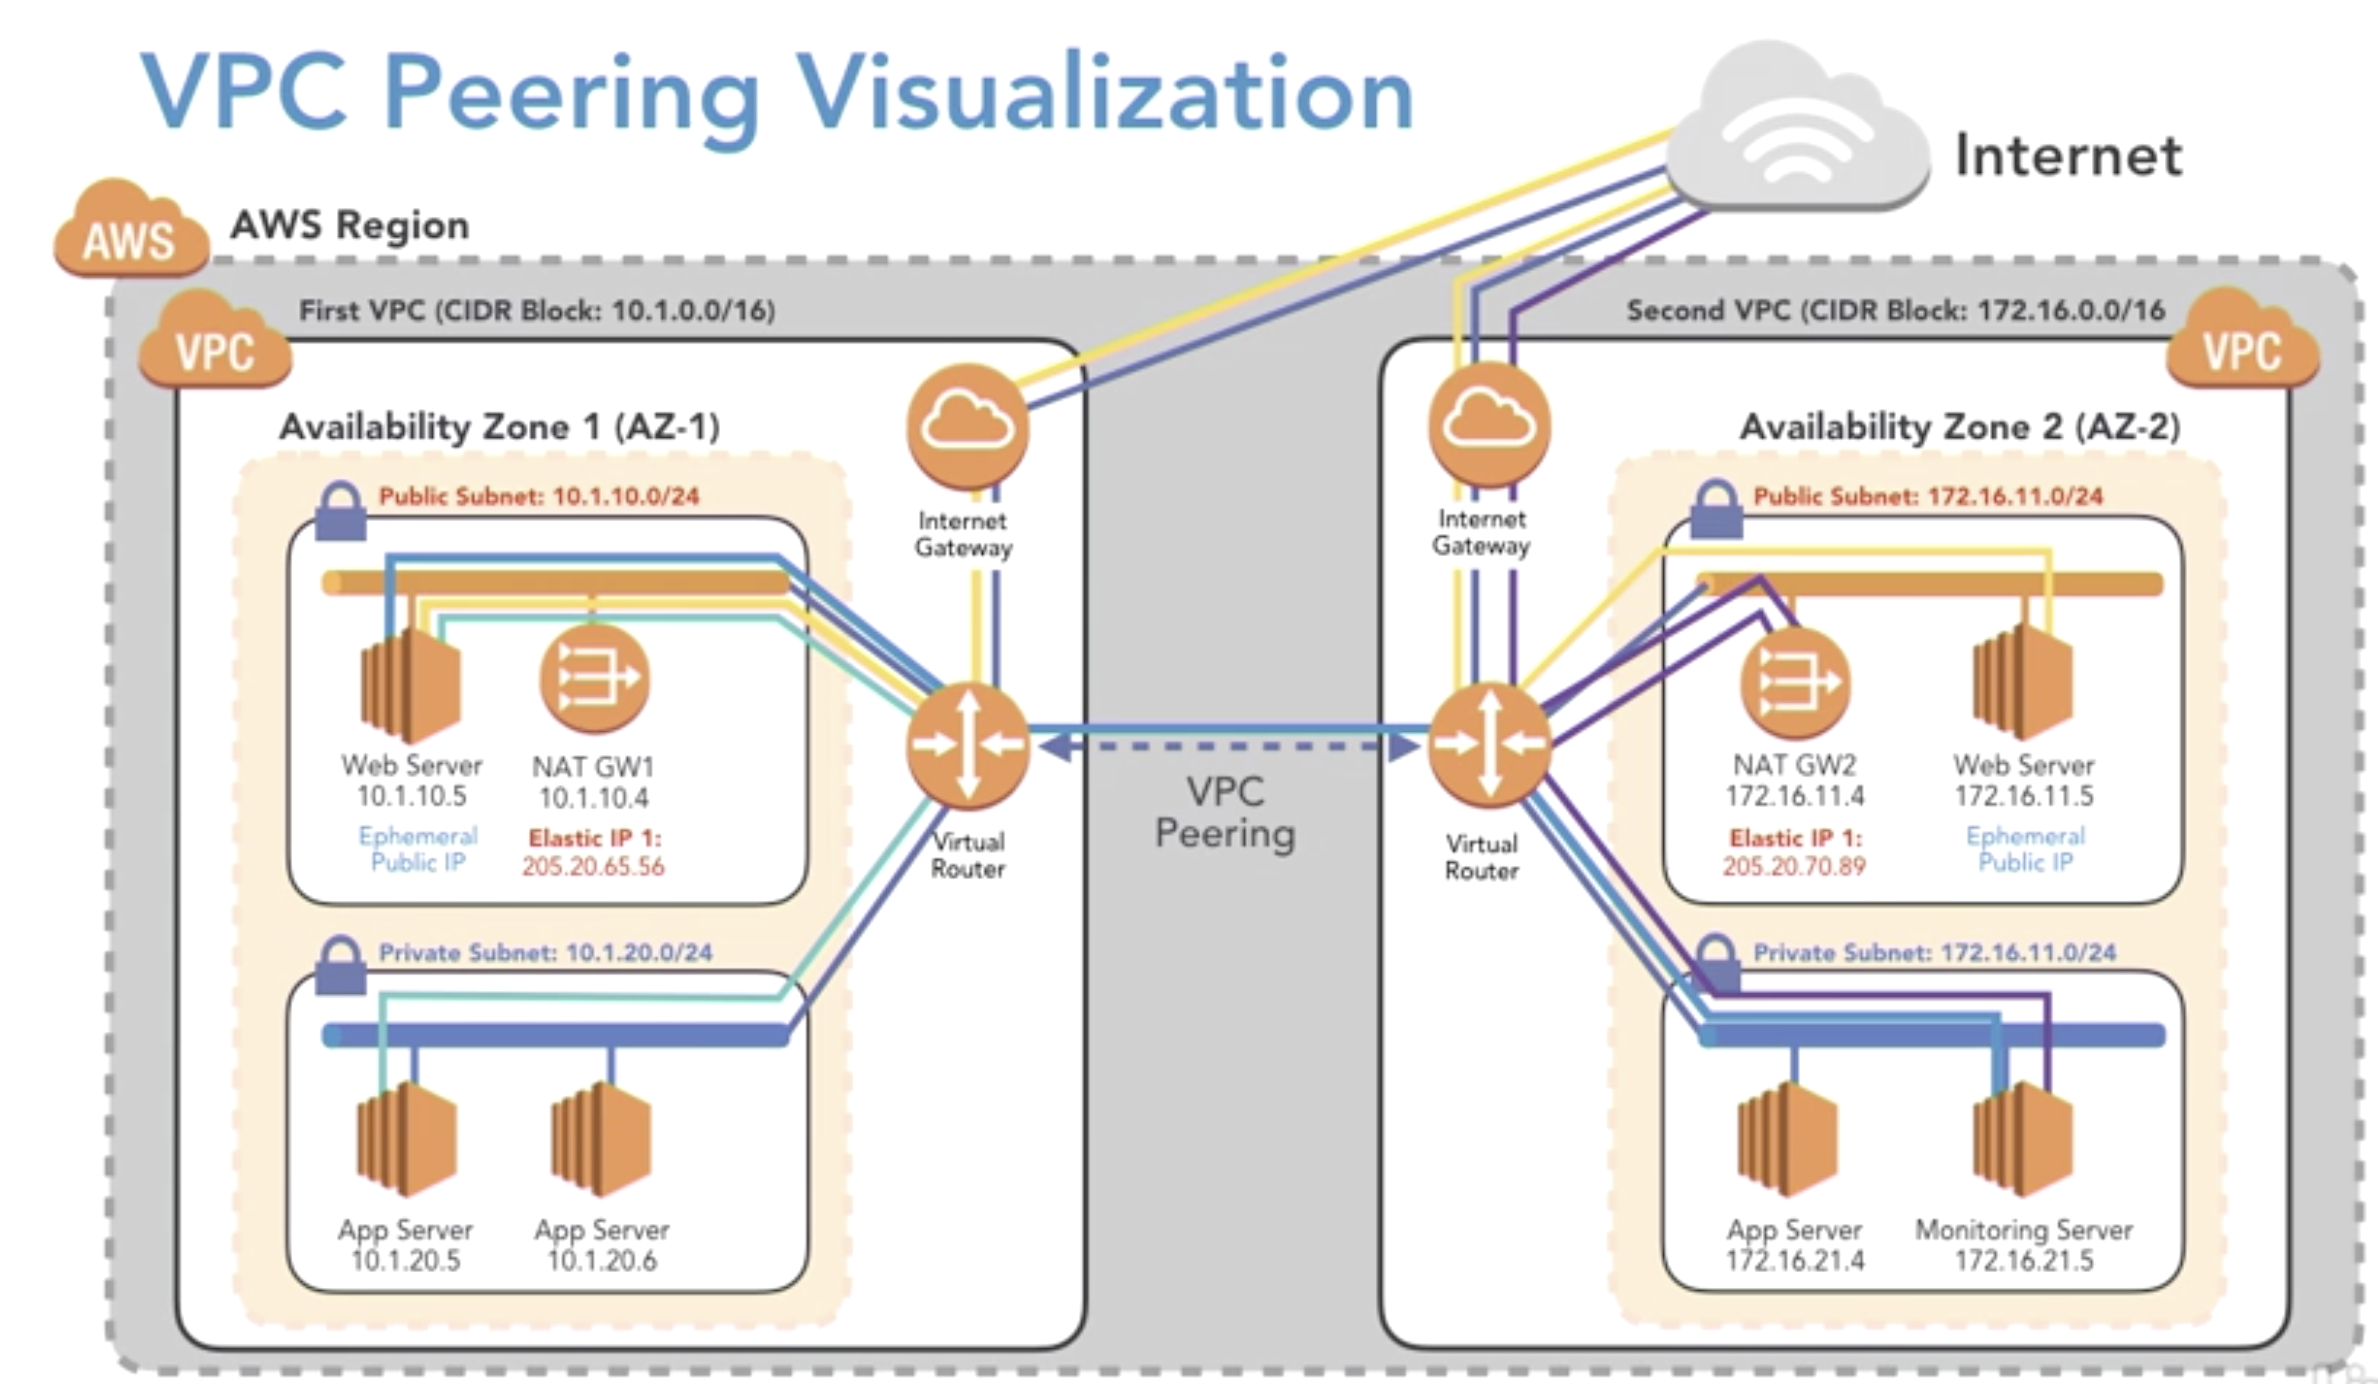 VPC Peering Visualization
Internet
AWS
AWS Region
First VPC (CIDR Block: 10.1.0.0/16)
VPC
Availability Zone 1 (AZ-1)
Public Subnet: 10.1.10.0/24
Web Server
10.1.10.5
Ephemeral
Public IP
NAT GW1
10.1.10.4
Elastic IP 1:
205.20.65.56
Private Subnet: 10.1.20.0/24
App Server
10.1.20.5
App Server
10.1.20.6
Internet
Gateway
Virtual
Router
VPC
Peering
Second VPC (CIDR Block: 172.16.0.0/16
VPC
Internet
Gateway
Virtual
Router
Availability Zone 2 (AZ-2)
Public Subnet: 172.16.11.0/24
NAT GW2
172.16.11.4
Elastic IP 1:
205.20.70.89
Web Server
172.16.11.5
Ephemeral
Public IP
Private Subnet: 172.16.11.0/24
App Server
172.16.21.4
Monitoring Server
172.16.21.5